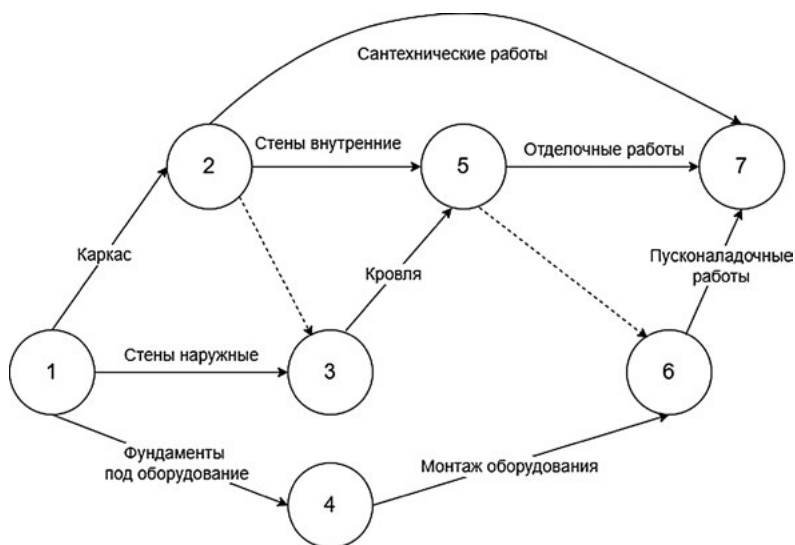 Сантехнические работы
2
Стены внутренние
5
Отделочные работы
7
Каркас
Кровля
Пусконаладочные
работы
1
Стены наружные
3
6
Фундаменты
под оборудование
4
Монтаж оборудования